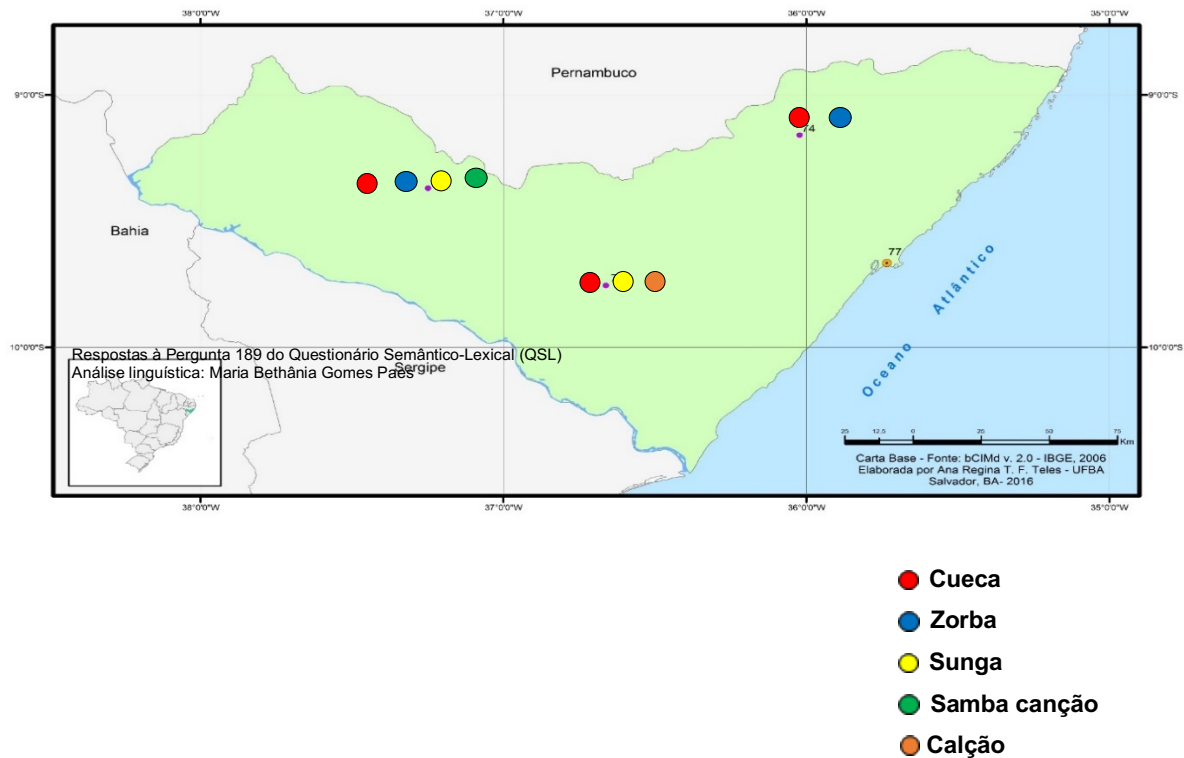 38°0'0"W 37°0'0"W 36°0'0"W 35°0'0"W
Pernambuco
9°0'0"S 9°0'0"S
74
Bahia
77
Oceano Atlântico
10°0'0"S 10°0'0"S
Respostas à Pergunta 189 do Questionário Semântico-Lexical (QSL)
Sergipe
Análise linguística: Maria Bethânia Gomes Paes
25 12,5 0 25 50 75
Km
Carta Base - Fonte: bCIMd v. 2.0 - IBGE, 2006
Elaborada por Ana Regina T. F. Teles - UFBA
Salvador, BA- 2016
38°0'0"W 37°0'0"W 36°0'0"W 35°0'0"W
Cueca
Zorba
Sunga
Samba canção
Calção